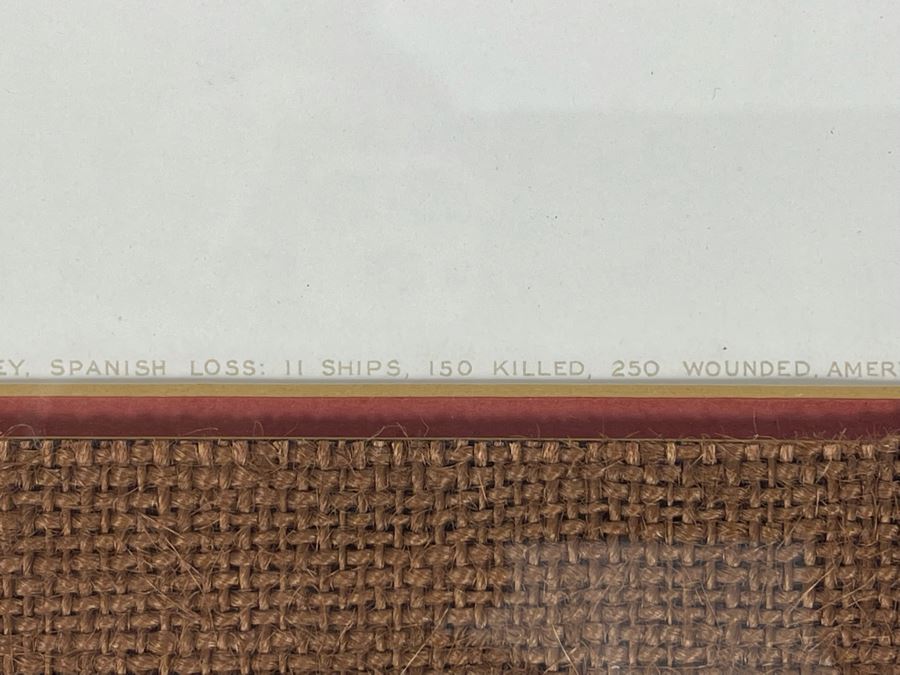 EY, SPANISH LOSS: 11 SHIPS, 150 KILLED, 250 WOUNDED, AMER